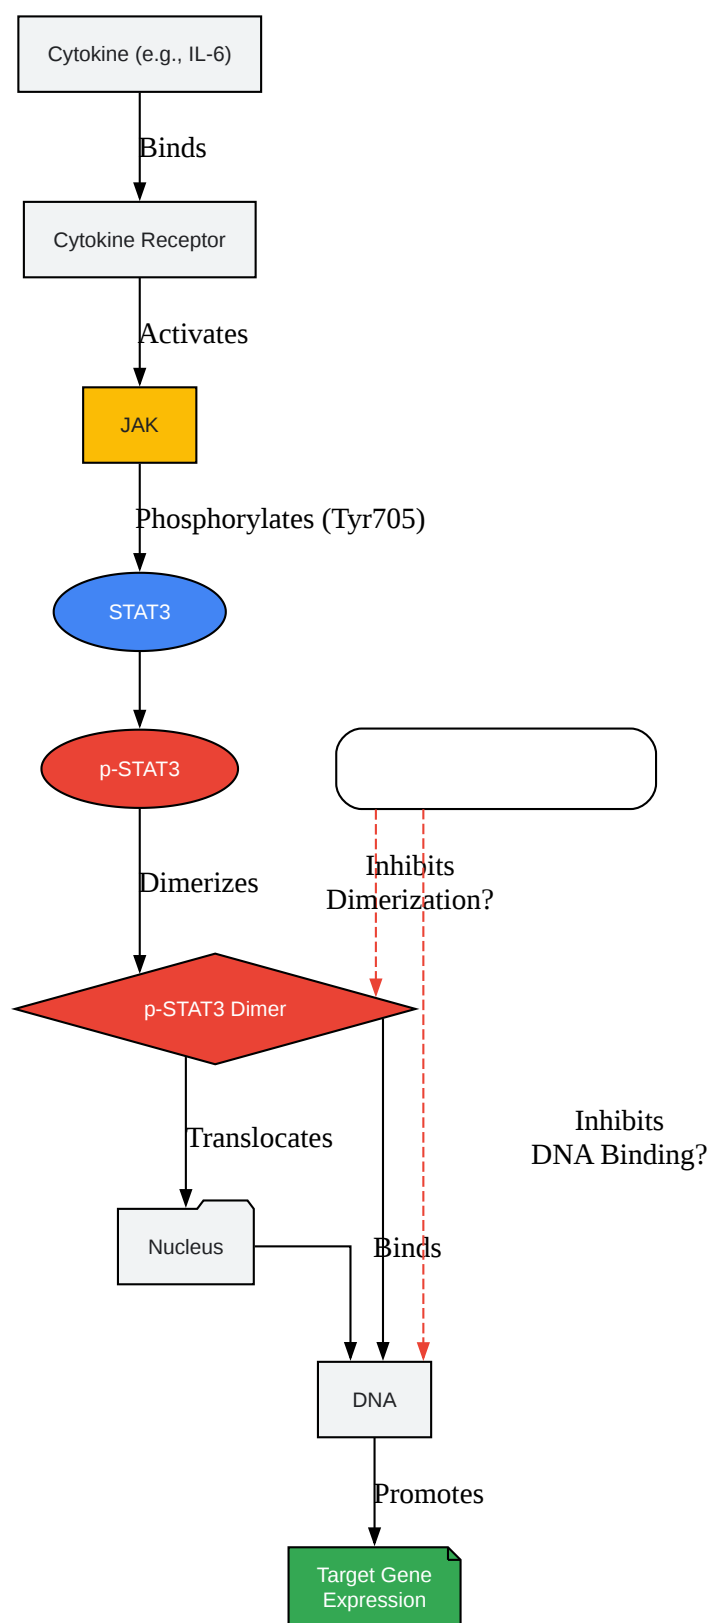 Cytokine (e.g., IL-6)
Binds
Cytokine Receptor
Activates
JAK
Phosphorylates (Tyr705)
STAT3
p-STAT3
Inhibits
Dimerization?
Dimerizes
p-STAT3 Dimer
Inhibits
DNA Binding?
Translocates
Nucleus
Binds
DNA
Promotes
Target Gene
Expression